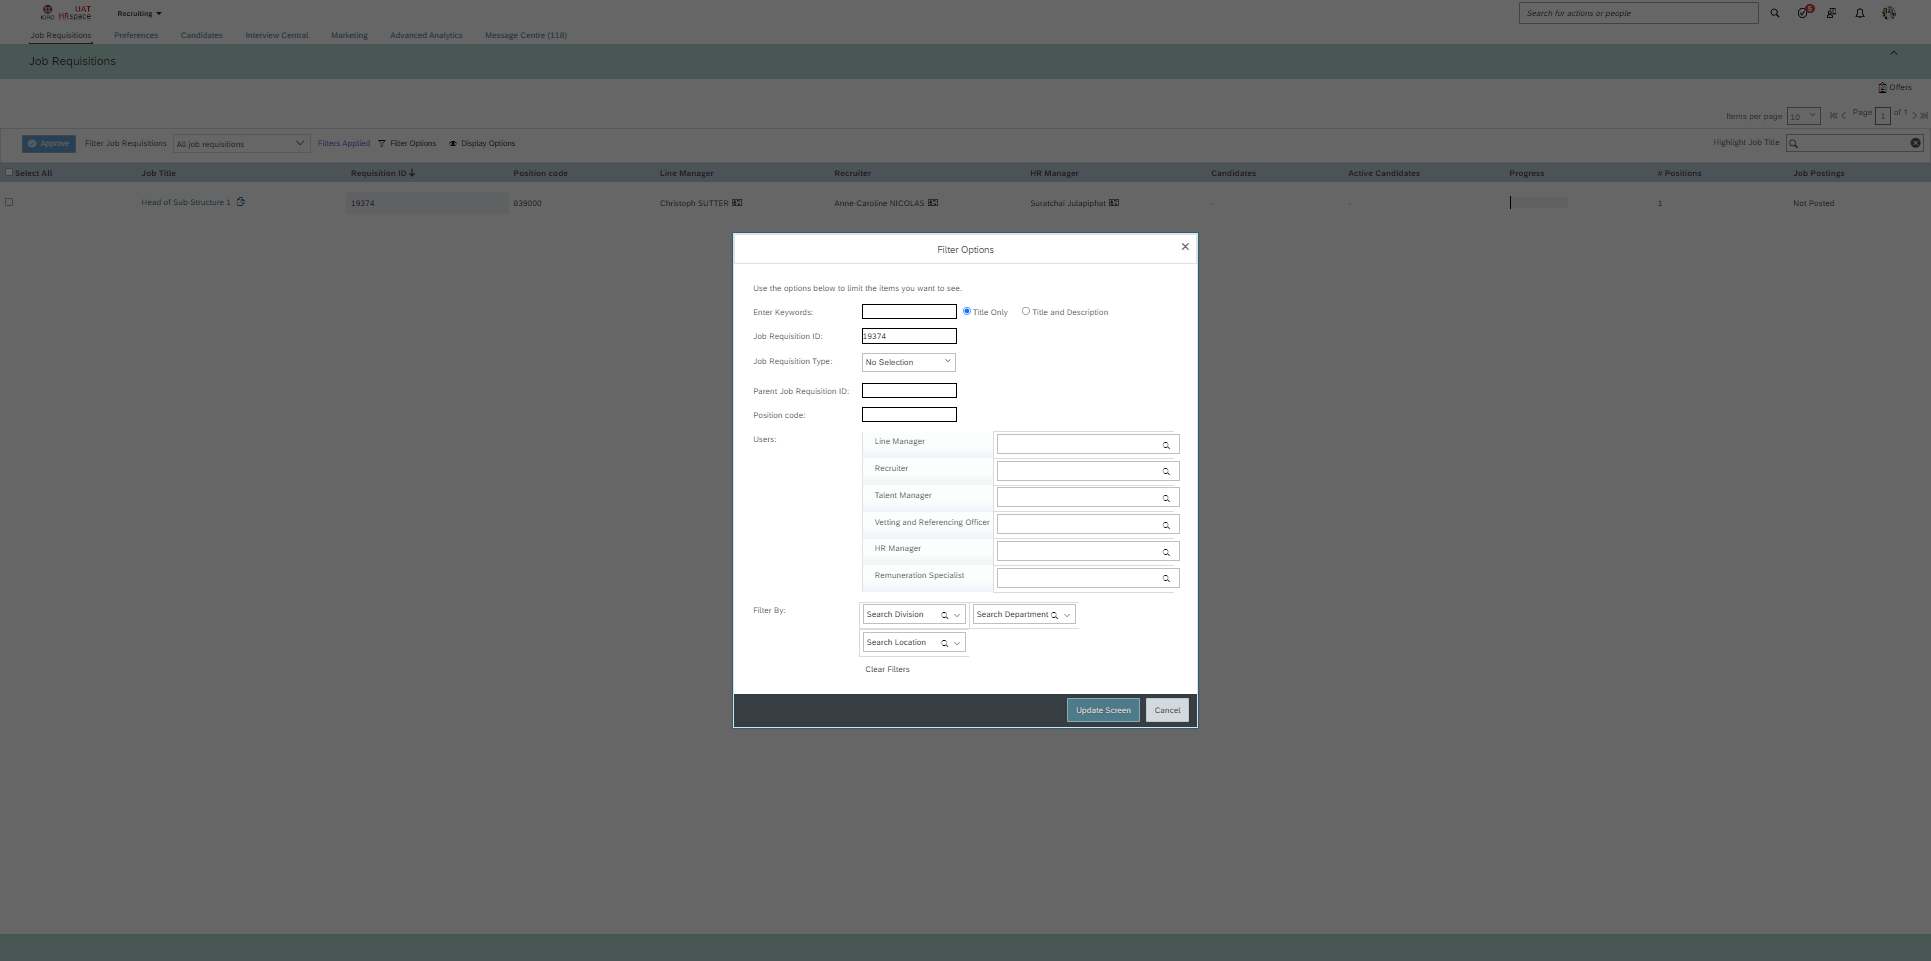 UAT
ICRC HRspace
Recruiting
Search for actions or people
5
Job Requisitions Preferences Candidates Interview Central Marketing Advanced Analytics Message Centre (118)
Job Requisitions
Offers
Items per page 10 Page 1 of 1
Approve Filter Job Requisitions All job requisitions Filters Applied Filter Options Display Options Highlight Job Title
Select All Job Title Requisition ID Position code Line Manager Recruiter HR Manager Candidates Active Candidates Progress # Positions Job Postings
Head of Sub-Structure 1 19374 839000 Christoph SUTTER Anne-Caroline NICOLAS Suratchai Julapiphat - - 1 Not Posted
Filter Options
Use the options below to limit the items you want to see.
Enter Keywords: Title Only Title and Description
Job Requisition ID: 19374
Job Requisition Type: No Selection
Parent Job Requisition ID:
Position code:
Users: Line Manager
Recruiter
Talent Manager
Vetting and Referencing Officer
HR Manager
Remuneration Specialist
Filter By: Search Division Search Department
Search Location
Clear Filters
Update Screen Cancel